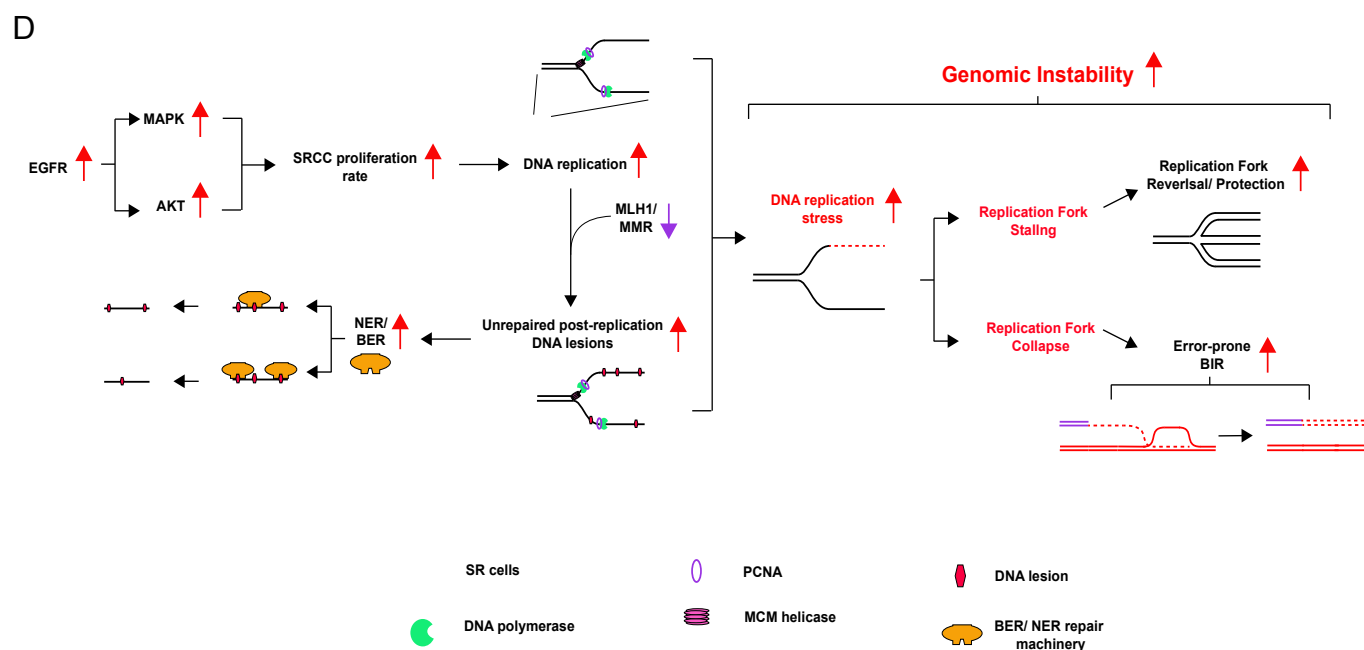 D
Genomic Instability
MAPK
EGFR
AKT
SRCC proliferation
rate
DNA replication
MLH1/
MMR
Unrepaired post-replication
DNA lesions
NER/
BER
DNA replication
stress
Replication Fork
Stallng
Replication Fork
Reverlsal/ Protection
Replication Fork
Collapse
Error-prone
BIR
SR cells
PCNA
DNA lesion
DNA polymerase
MCM helicase
BER/ NER repair
machinery